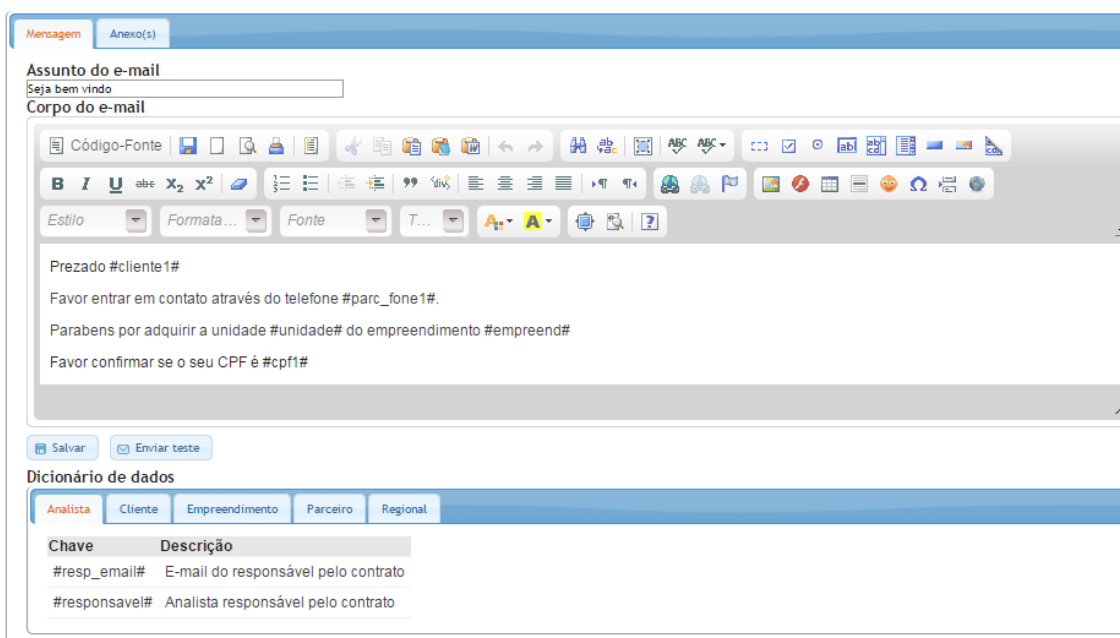 Mensagem Anexo(s)
Assunto do e-mail
Seja bem vindo
Corpo do e-mail
Código-Fonte
B I U abc X₂ X²
Estilo Formata... Fonte T...
Prezado #cliente1#
Favor entrar em contato através do telefone #parc_fone1#.
Parabens por adquirir a unidade #unidade# do empreendimento #empreend#
Favor confirmar se o seu CPF é #cpf1#
Salvar Enviar teste
Dicionário de dados
Analista Cliente Empreendimento Parceiro Regional
Chave Descrição
#resp_email# E-mail do responsável pelo contrato
#responsavel# Analista responsável pelo contrato